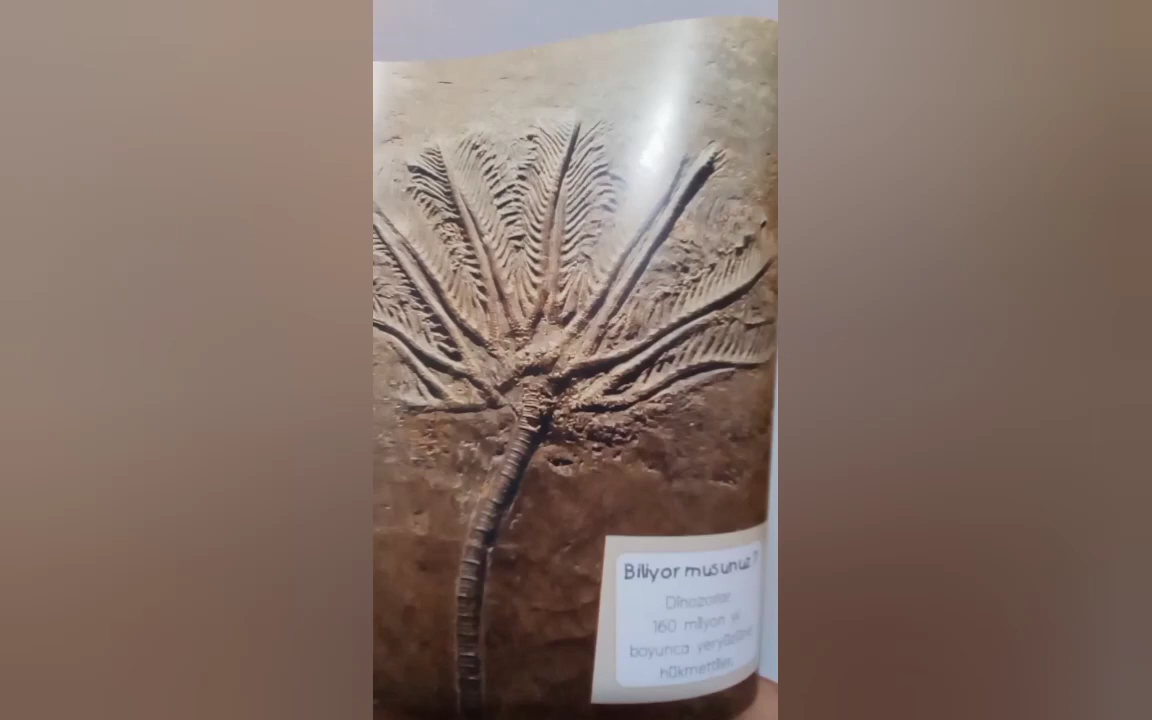 Biliyor musunuz?
Dinozorlar
160 milyon yıl
boyunca yeryüzüne
hükmettiler.